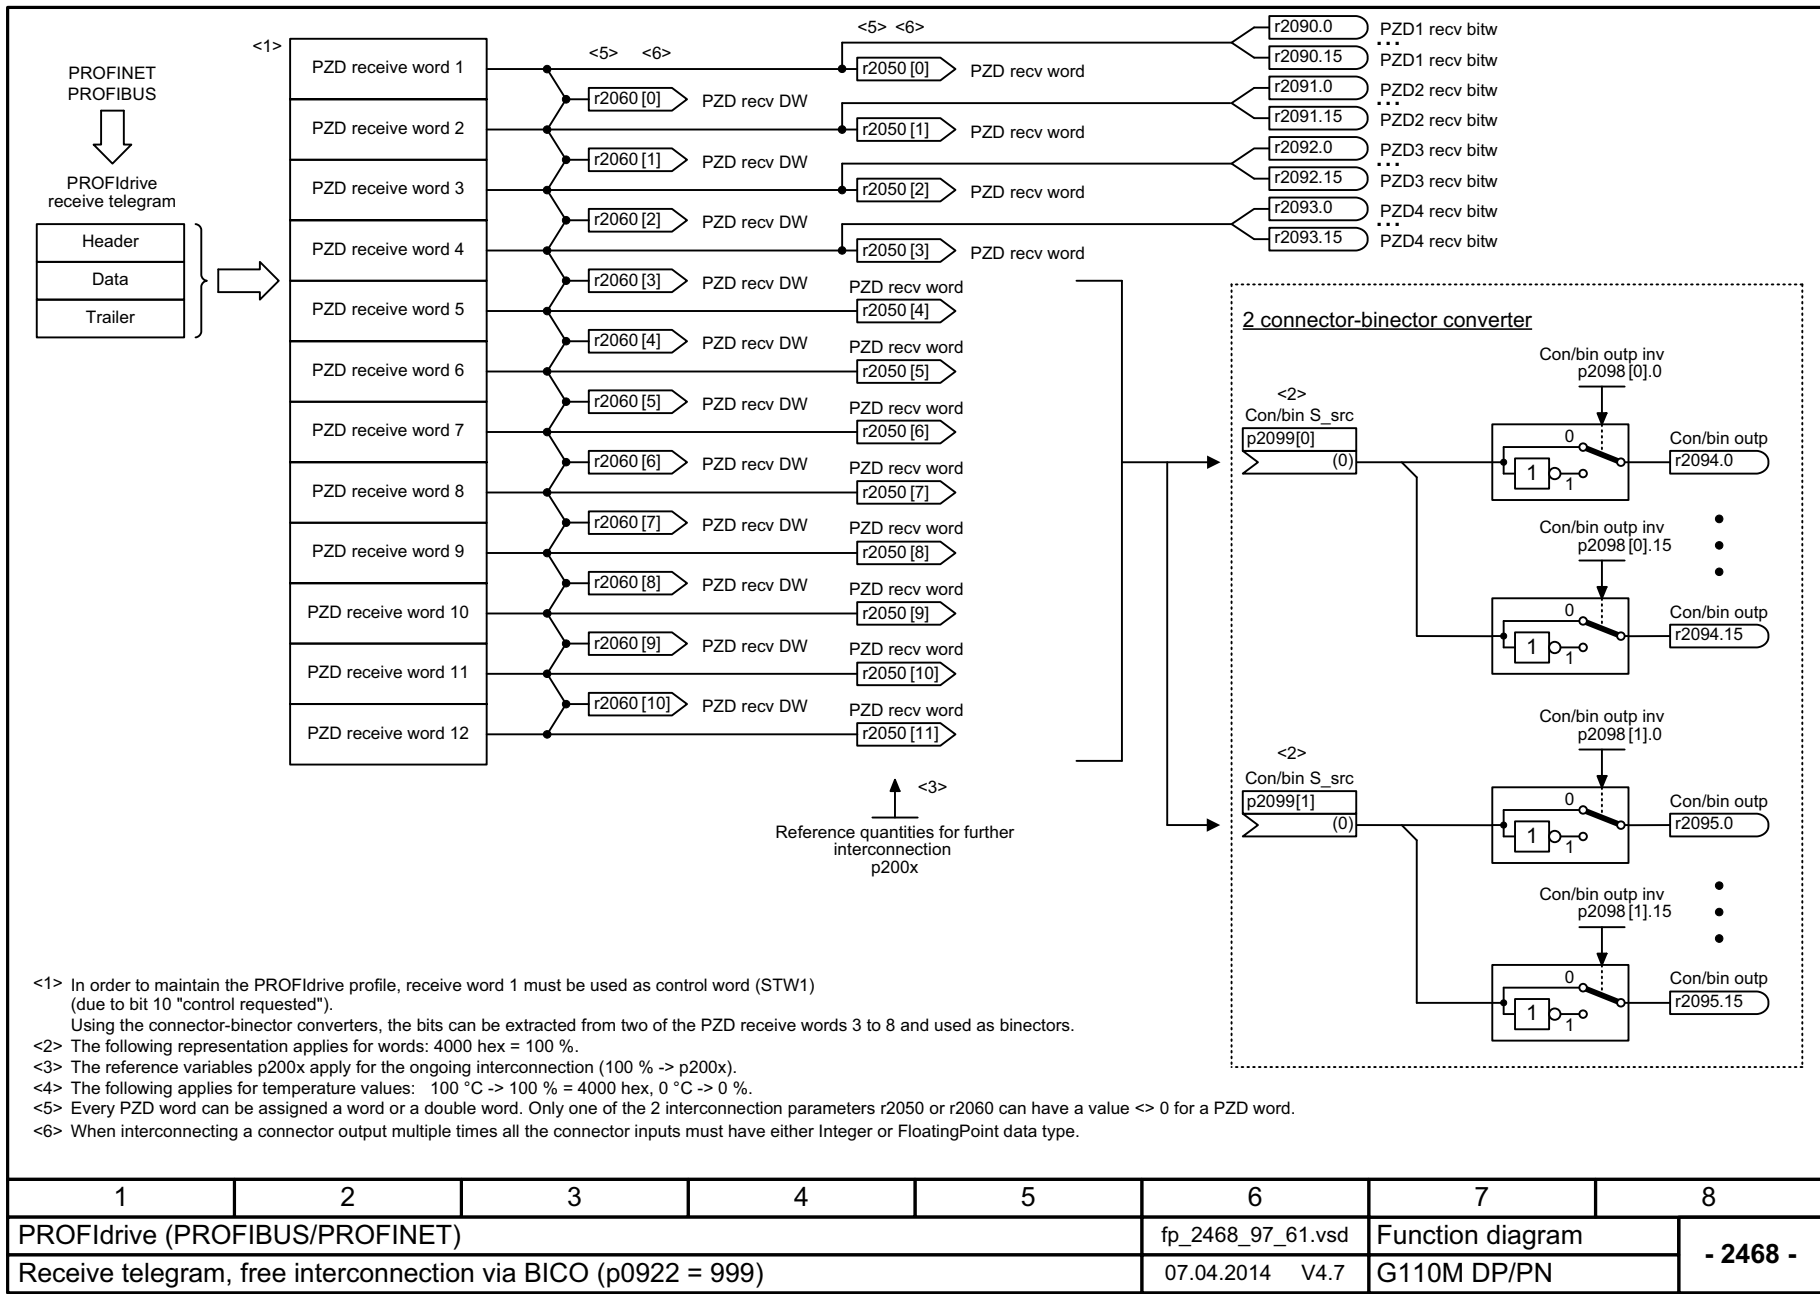 PROFINET
PROFIBUS
PROFIdrive
receive telegram
Header
Data
Trailer
<1>
PZD receive word 1
PZD receive word 2
PZD receive word 3
PZD receive word 4
PZD receive word 5
PZD receive word 6
PZD receive word 7
PZD receive word 8
PZD receive word 9
PZD receive word 10
PZD receive word 11
PZD receive word 12
<5> <6>
r2060 [0] PZD recv DW
r2060 [1] PZD recv DW
r2060 [2] PZD recv DW
r2060 [3] PZD recv DW
r2060 [4] PZD recv DW
r2060 [5] PZD recv DW
r2060 [6] PZD recv DW
r2060 [7] PZD recv DW
r2060 [8] PZD recv DW
r2060 [9] PZD recv DW
r2060 [10] PZD recv DW
<5> <6>
r2050 [0] PZD recv word
r2050 [1] PZD recv word
r2050 [2] PZD recv word
r2050 [3] PZD recv word
PZD recv word
r2050 [4]
PZD recv word
r2050 [5]
PZD recv word
r2050 [6]
PZD recv word
r2050 [7]
PZD recv word
r2050 [8]
PZD recv word
r2050 [9]
PZD recv word
r2050 [10]
PZD recv word
r2050 [11]
<3>
Reference quantities for further
interconnection
p200x
r2090.0 PZD1 recv bitw
...
r2090.15 PZD1 recv bitw
r2091.0 PZD2 recv bitw
...
r2091.15 PZD2 recv bitw
r2092.0 PZD3 recv bitw
...
r2092.15 PZD3 recv bitw
r2093.0 PZD4 recv bitw
...
r2093.15 PZD4 recv bitw
2 connector-binector converter
<2>
Con/bin S_src
p2099[0]
(0)
Con/bin outp inv
p2098 [0].0
0
1
1
Con/bin outp
r2094.0
Con/bin outp inv
p2098 [0].15
0
1
1
Con/bin outp
r2094.15
<2>
Con/bin S_src
p2099[1]
(0)
Con/bin outp inv
p2098 [1].0
0
1
1
Con/bin outp
r2095.0
Con/bin outp inv
p2098 [1].15
0
1
1
Con/bin outp
r2095.15
<1> In order to maintain the PROFIdrive profile, receive word 1 must be used as control word (STW1)
(due to bit 10 "control requested").
Using the connector-binector converters, the bits can be extracted from two of the PZD receive words 3 to 8 and used as binectors.
<2> The following representation applies for words: 4000 hex = 100 %.
<3> The reference variables p200x apply for the ongoing interconnection (100 % -> p200x).
<4> The following applies for temperature values: 100 °C -> 100 % = 4000 hex, 0 °C -> 0 %.
<5> Every PZD word can be assigned a word or a double word. Only one of the 2 interconnection parameters r2050 or r2060 can have a value <> 0 for a PZD word.
<6> When interconnecting a connector output multiple times all the connector inputs must have either Integer or FloatingPoint data type.
1 2 3 4 5 6 7 8
PROFIdrive (PROFIBUS/PROFINET) fp_2468_97_61.vsd Function diagram
- 2468 -
Receive telegram, free interconnection via BICO (p0922 = 999) 07.04.2014 V4.7 G110M DP/PN